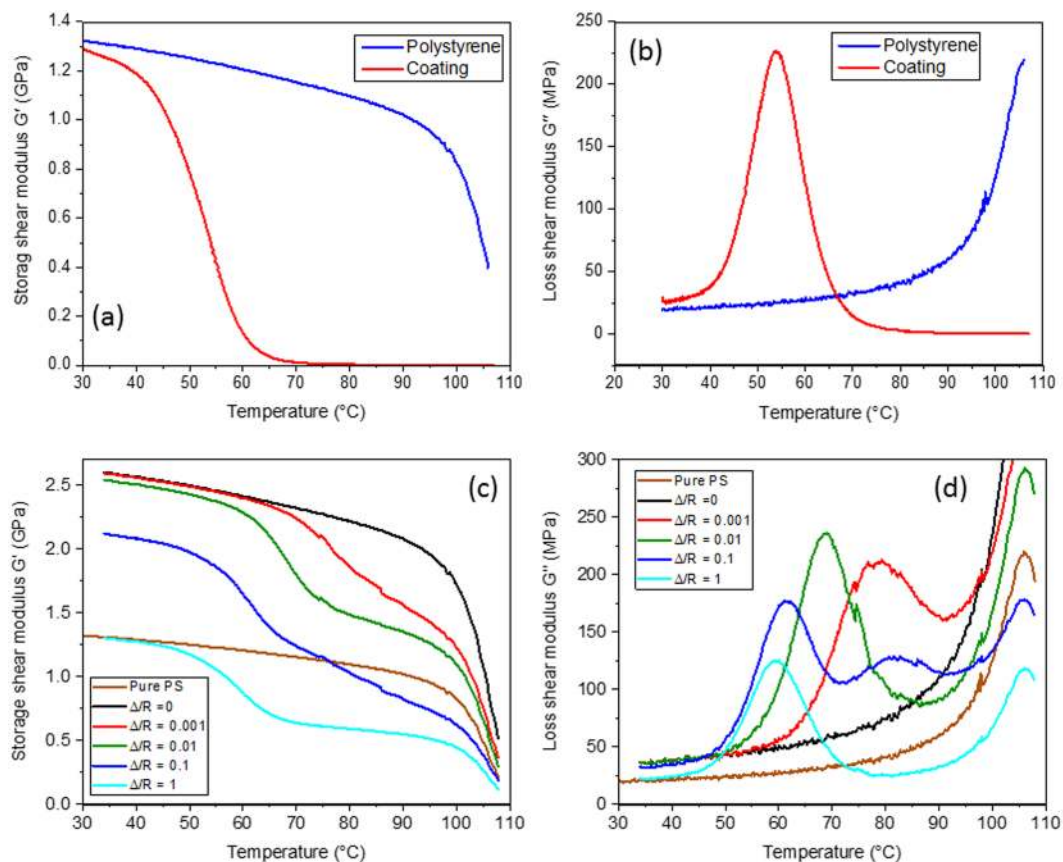 1.4
1.2
1.0
0.8
0.6
0.4
0.2
0.0
Storag shear modulus G′ (GPa)
Polystyrene
Coating
(a)
30 40 50 60 70 80 90 100 110
Temperature (°C)
250
200
150
100
50
0
Loss shear modulus G″ (MPa)
(b)
Polystyrene
Coating
20 30 40 50 60 70 80 90 100 110
Temperature (°C)
2.5
2.0
1.5
1.0
0.5
0.0
Storage shear modulus G′ (GPa)
(c)
Pure PS
Δ/R =0
Δ/R = 0.001
Δ/R = 0.01
Δ/R = 0.1
Δ/R = 1
30 40 50 60 70 80 90 100 110
Temperature (°C)
300
250
200
150
100
50
0
Loss shear modulus G″ (MPa)
Pure PS
Δ/R =0
Δ/R = 0.001
Δ/R = 0.01
Δ/R = 0.1
Δ/R = 1
(d)
30 40 50 60 70 80 90 100 110
Temperature (°C)